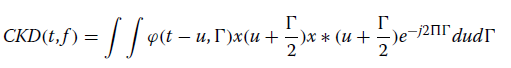 CKD(t,f) = ∫ ∫ φ(t − u,Γ)x(u + Γ/2)x ∗ (u + Γ/2)e^{−j2ΠΓ} dudΓ